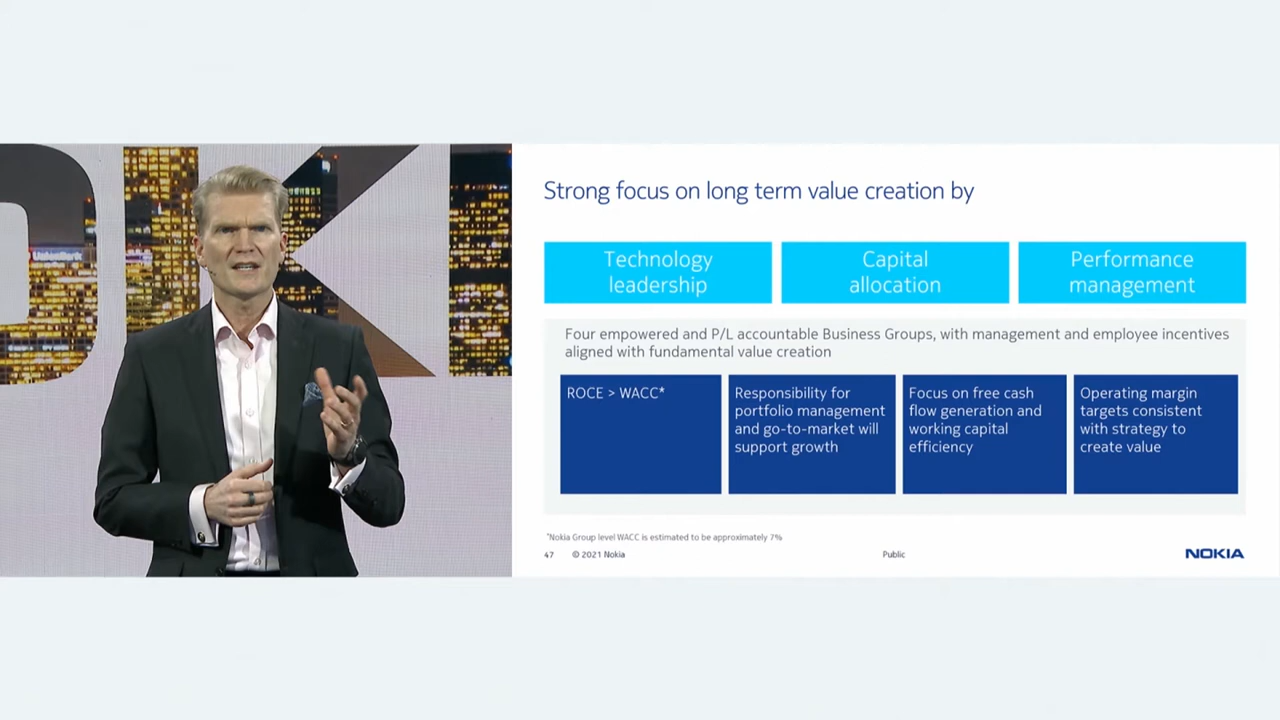 Strong focus on long term value creation by
Technology
leadership
Capital
allocation
Performance
management
Four empowered and P/L accountable Business Groups, with management and employee incentives
aligned with fundamental value creation
ROCE > WACC*
Responsibility for
portfolio management
and go-to-market will
support growth
Focus on free cash
flow generation and
working capital
efficiency
Operating margin
targets consistent
with strategy to
create value
*Nokia Group level WACC is estimated to be approximately 7%
47 © 2021 Nokia Public NOKIA